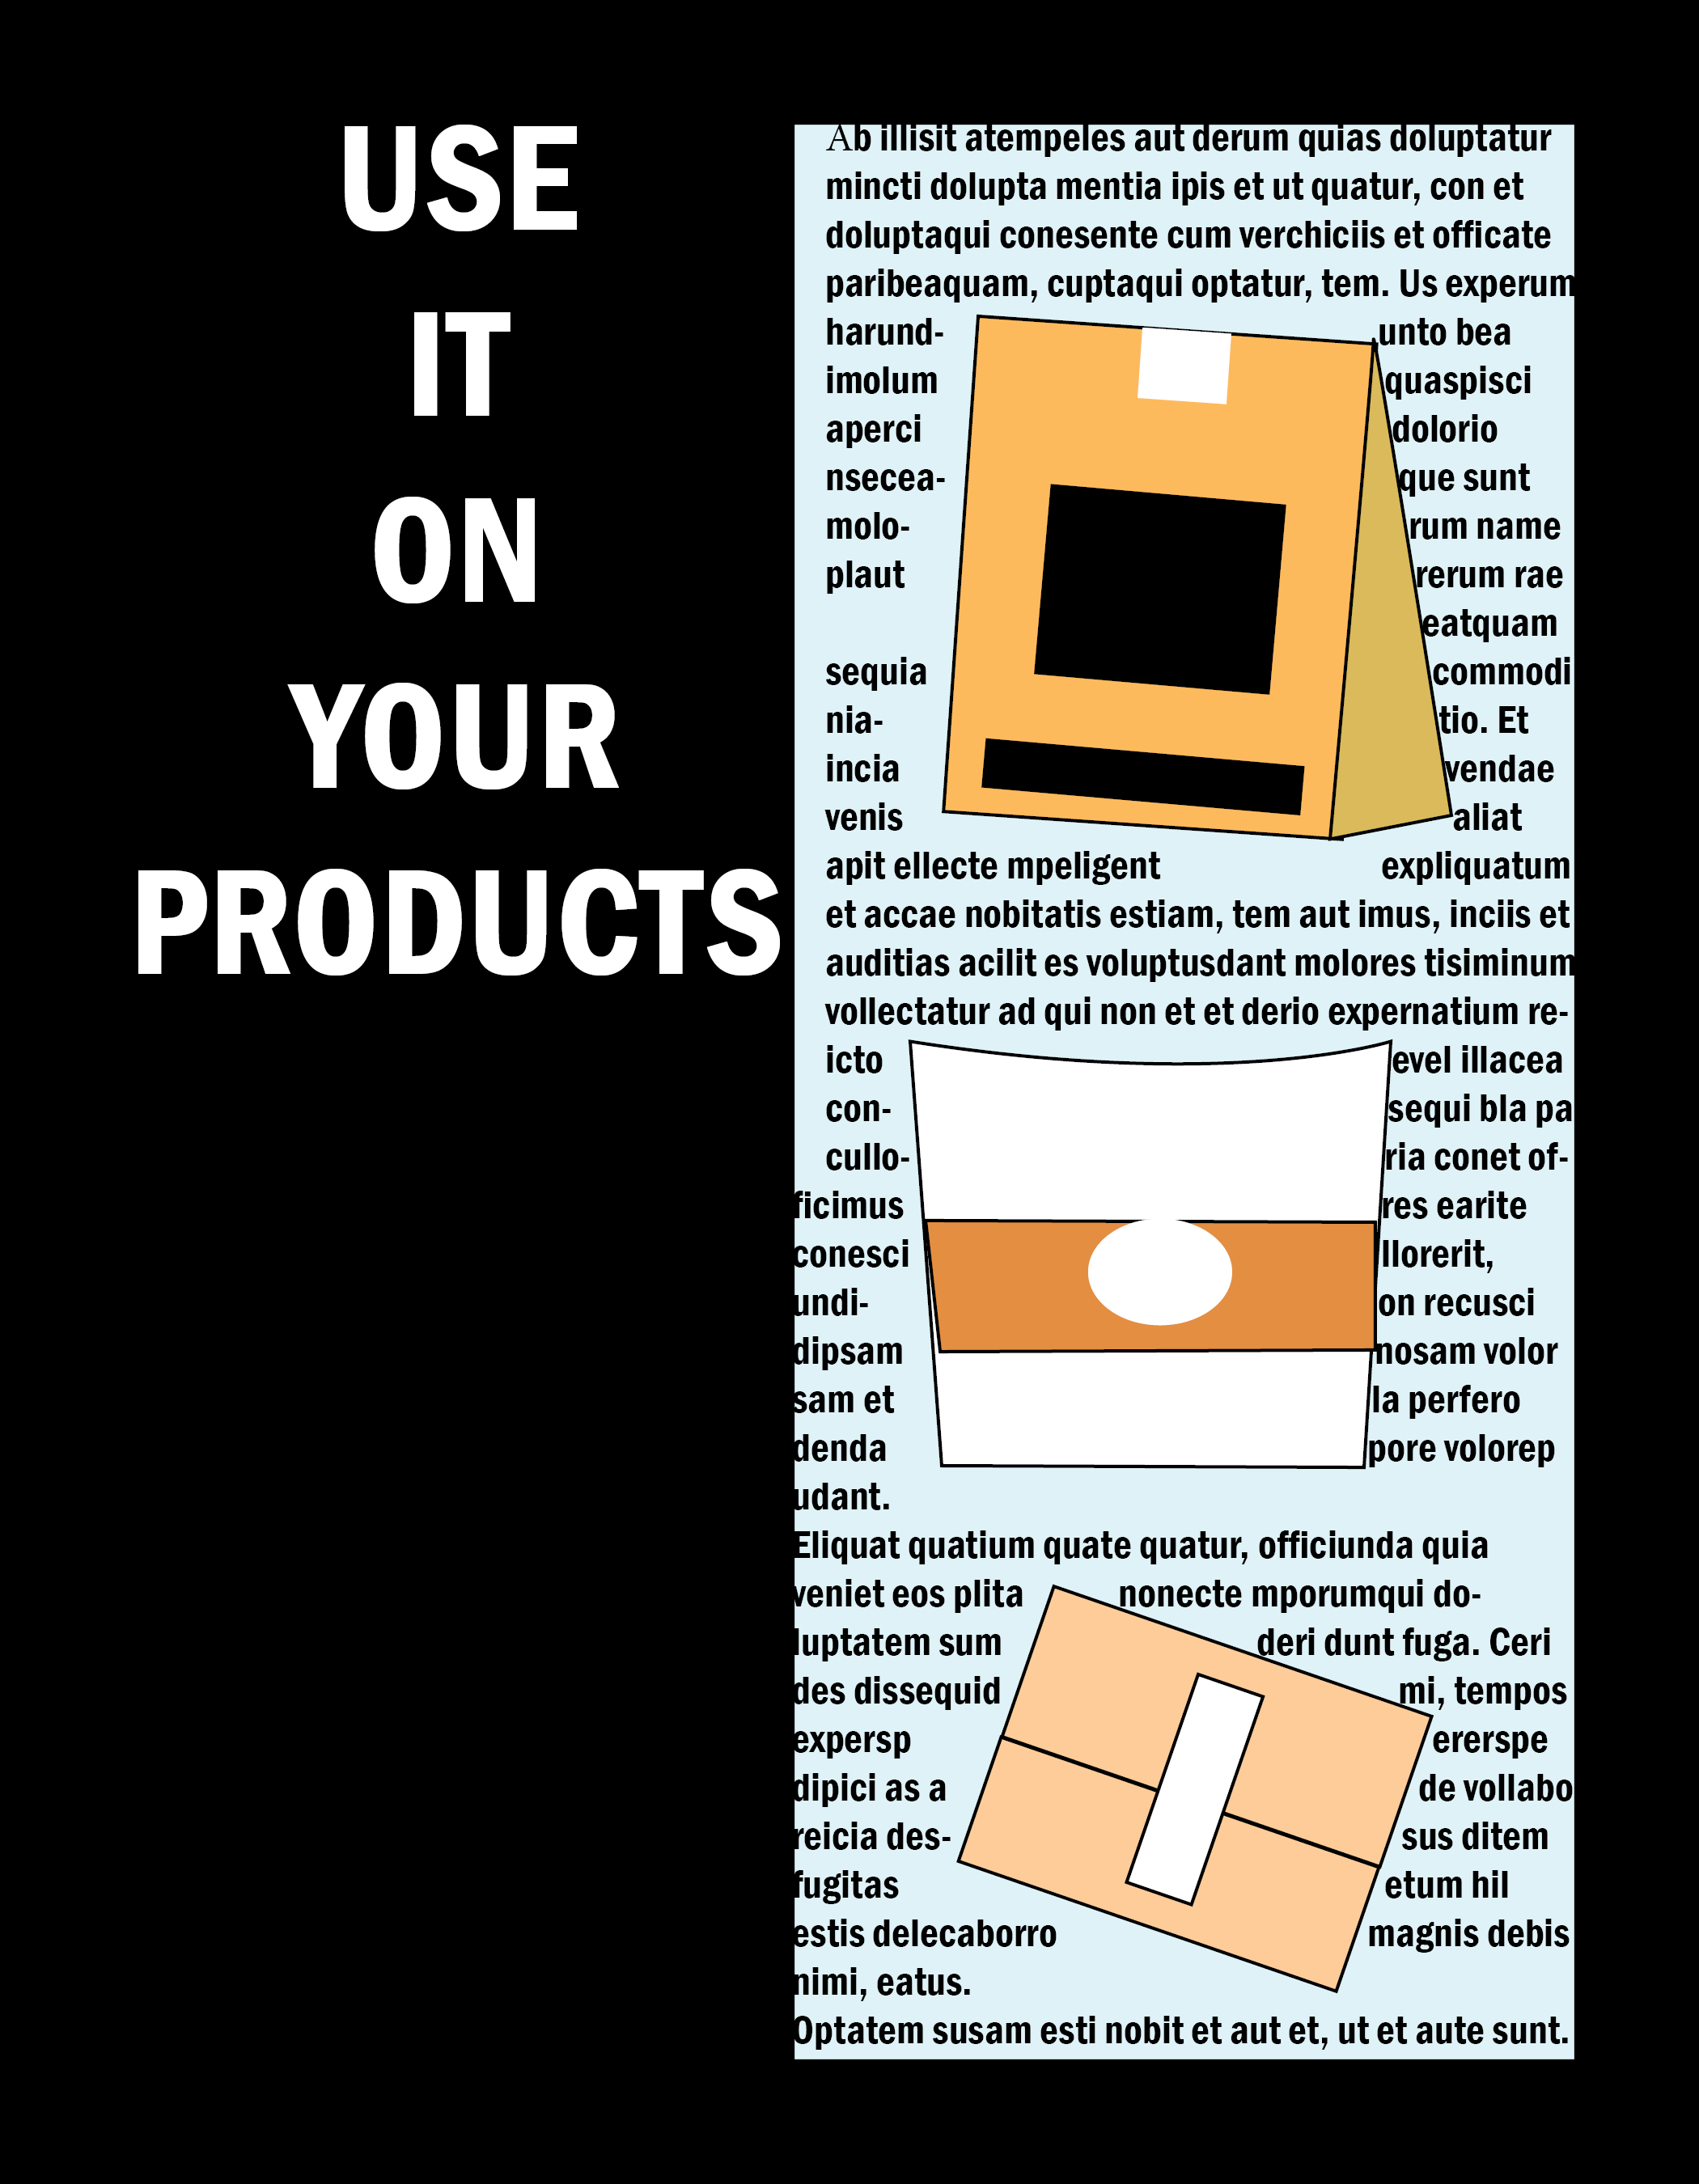 USE
IT
ON
YOUR
PRODUCTS
Ab illisit atempeles aut derum quias doluptatur
mincti dolupta mentia ipis et ut quatur, con et
doluptaqui conesente cum verchiciis et officate
paribeaquam, cuptaqui optatur, tem. Us experum
harund- unto bea
imolum quaspisci
aperci dolorio
nsecea- que sunt
molo- rum name
plaut rerum rae
eatquam
sequia commodi
nia- tio. Et
incia vendae
venis aliat
apit ellecte mpeligent expliquatum
et accae nobitatis estiam, tem aut imus, inciis et
auditias acilit es voluptusdant molores tisiminum
vollectatur ad qui non et et derio expernatium re-
icto evel illacea
con- sequi bla pa
cullo- ria conet of-
ficimus res earite
conesci llorerit,
undi- on recusci
dipsam nosam volor
sam et la perfero
denda pore volorep
udant.
Eliquat quatium quate quatur, officiunda quia
veniet eos plita nonecte mporumqui do-
luptatem sum deri dunt fuga. Ceri
des dissequid mi, tempos
expersp ererspe
dipici as a de vollabo
reicia des- sus ditem
fugitas etum hil
estis delecaborro magnis debis
nimi, eatus.
Optatem susam esti nobit et aut et, ut et aute sunt.